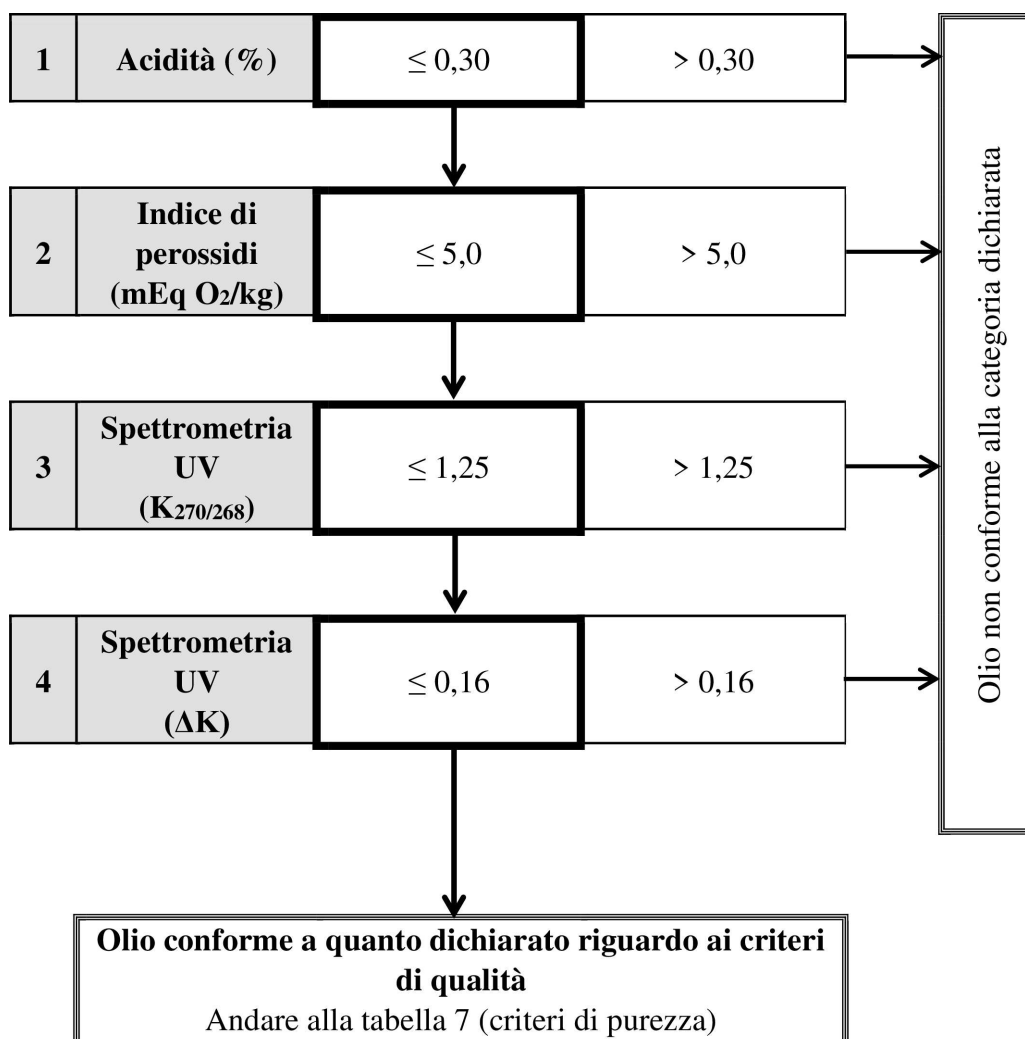 1 Acidità (%) ≤ 0,30 > 0,30
2 Indice di
perossidi
(mEq O₂/kg) ≤ 5,0 > 5,0
3 Spettrometria
UV
(K₂₇₀/₂₆₈) ≤ 1,25 > 1,25
4 Spettrometria
UV
(ΔK) ≤ 0,16 > 0,16
Olio non conforme alla categoria dichiarata
Olio conforme a quanto dichiarato riguardo ai criteri
di qualità
Andare alla tabella 7 (criteri di purezza)